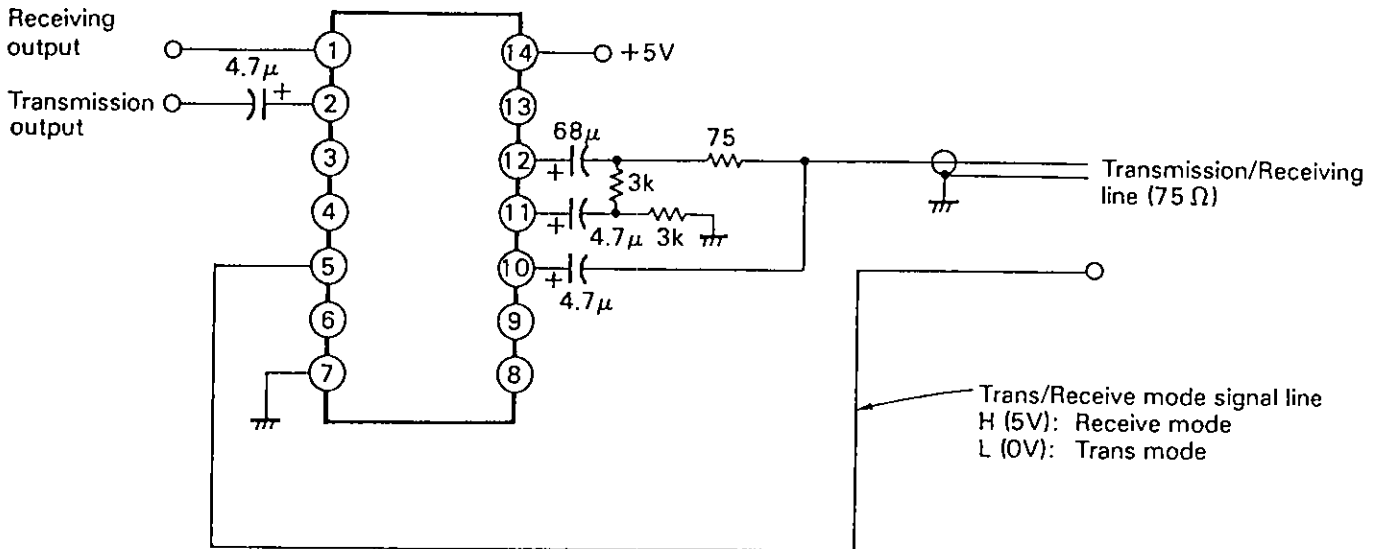 Receiving
output
4.7μ
+
Transmission
output
1
2
3
4
5
6
7
14
13
12
11
10
9
8
+5V
68μ
+
75
3k
+
4.7μ
3k
+
4.7μ
Transmission/Receiving
line (75 Ω)
Trans/Receive mode signal line
H (5V): Receive mode
L (0V): Trans mode